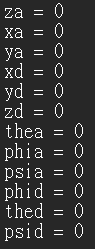 za = 0
xa = 0
ya = 0
xd = 0
yd = 0
zd = 0
thea = 0
phia = 0
psia = 0
phid = 0
thed = 0
psid = 0